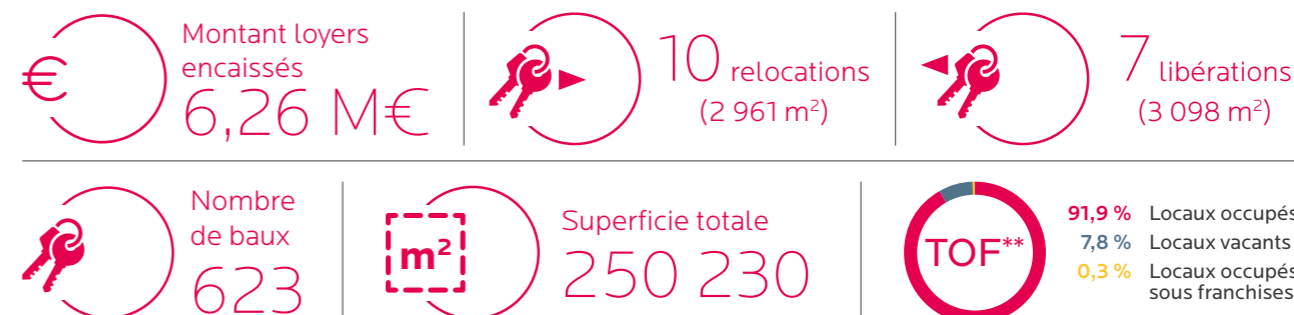 €
Montant loyers
encaissés
6,26 M€
10 relocations
(2 961 m²)
7 libérations
(3 098 m²)
Nombre
de baux
623
m²
Superficie totale
250 230
TOF**
91,9 % Locaux occupés
7,8 % Locaux vacants
0,3 % Locaux occupés
sous franchises